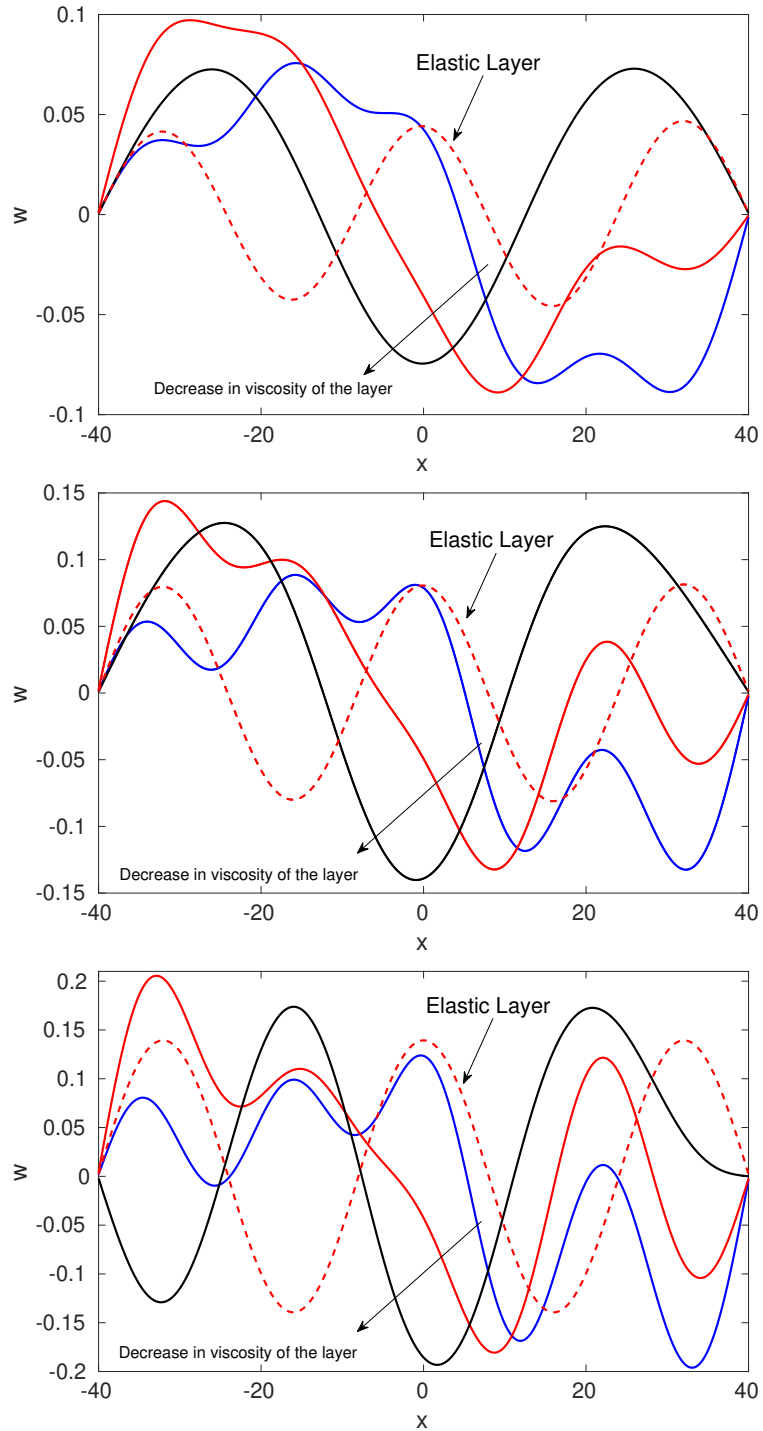 0.1
Elastic Layer
0.05
w
0
-0.05
Decrease in viscosity of the layer
-0.1
-40 -20 0 20 40
x
0.15
Elastic Layer
0.1
0.05
w
0
-0.05
-0.1
Decrease in viscosity of the layer
-0.15
-40 -20 0 20 40
x
0.2
Elastic Layer
0.15
0.1
0.05
w
0
-0.05
-0.1
-0.15
Decrease in viscosity of the layer
-0.2
-40 -20 0 20 40
x